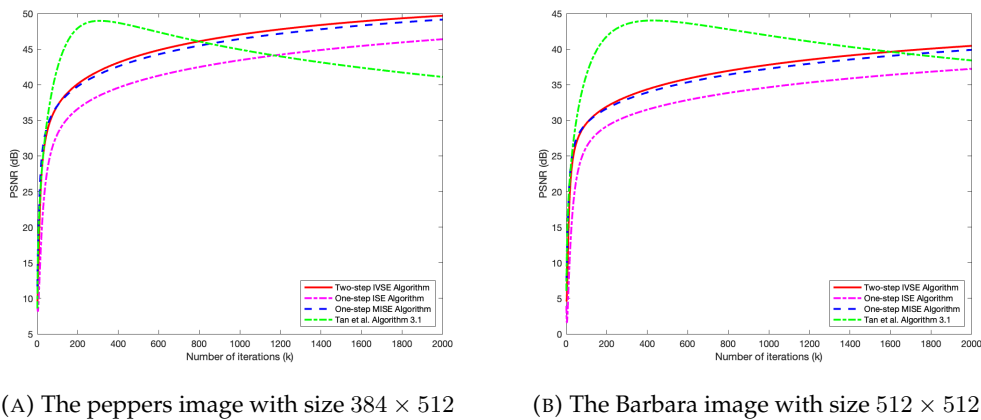 50
45
40
35
30
25
20
15
10
5
PSNR (dB)
Two-step IVSE Algorithm
One-step ISE Algorithm
One-step MISE Algorithm
Tan et al. Algorithm 3.1
0 200 400 600 800 1000 1200 1400 1600 1800 2000
Number of iterations (k)
(A) The peppers image with size 384 × 512
50
45
40
35
30
25
20
15
10
5
0
PSNR (dB)
Two-step IVSE Algorithm
One-step ISE Algorithm
One-step MISE Algorithm
Tan et al. Algorithm 3.1
0 200 400 600 800 1000 1200 1400 1600 1800 2000
Number of iterations (k)
(B) The Barbara image with size 512 × 512